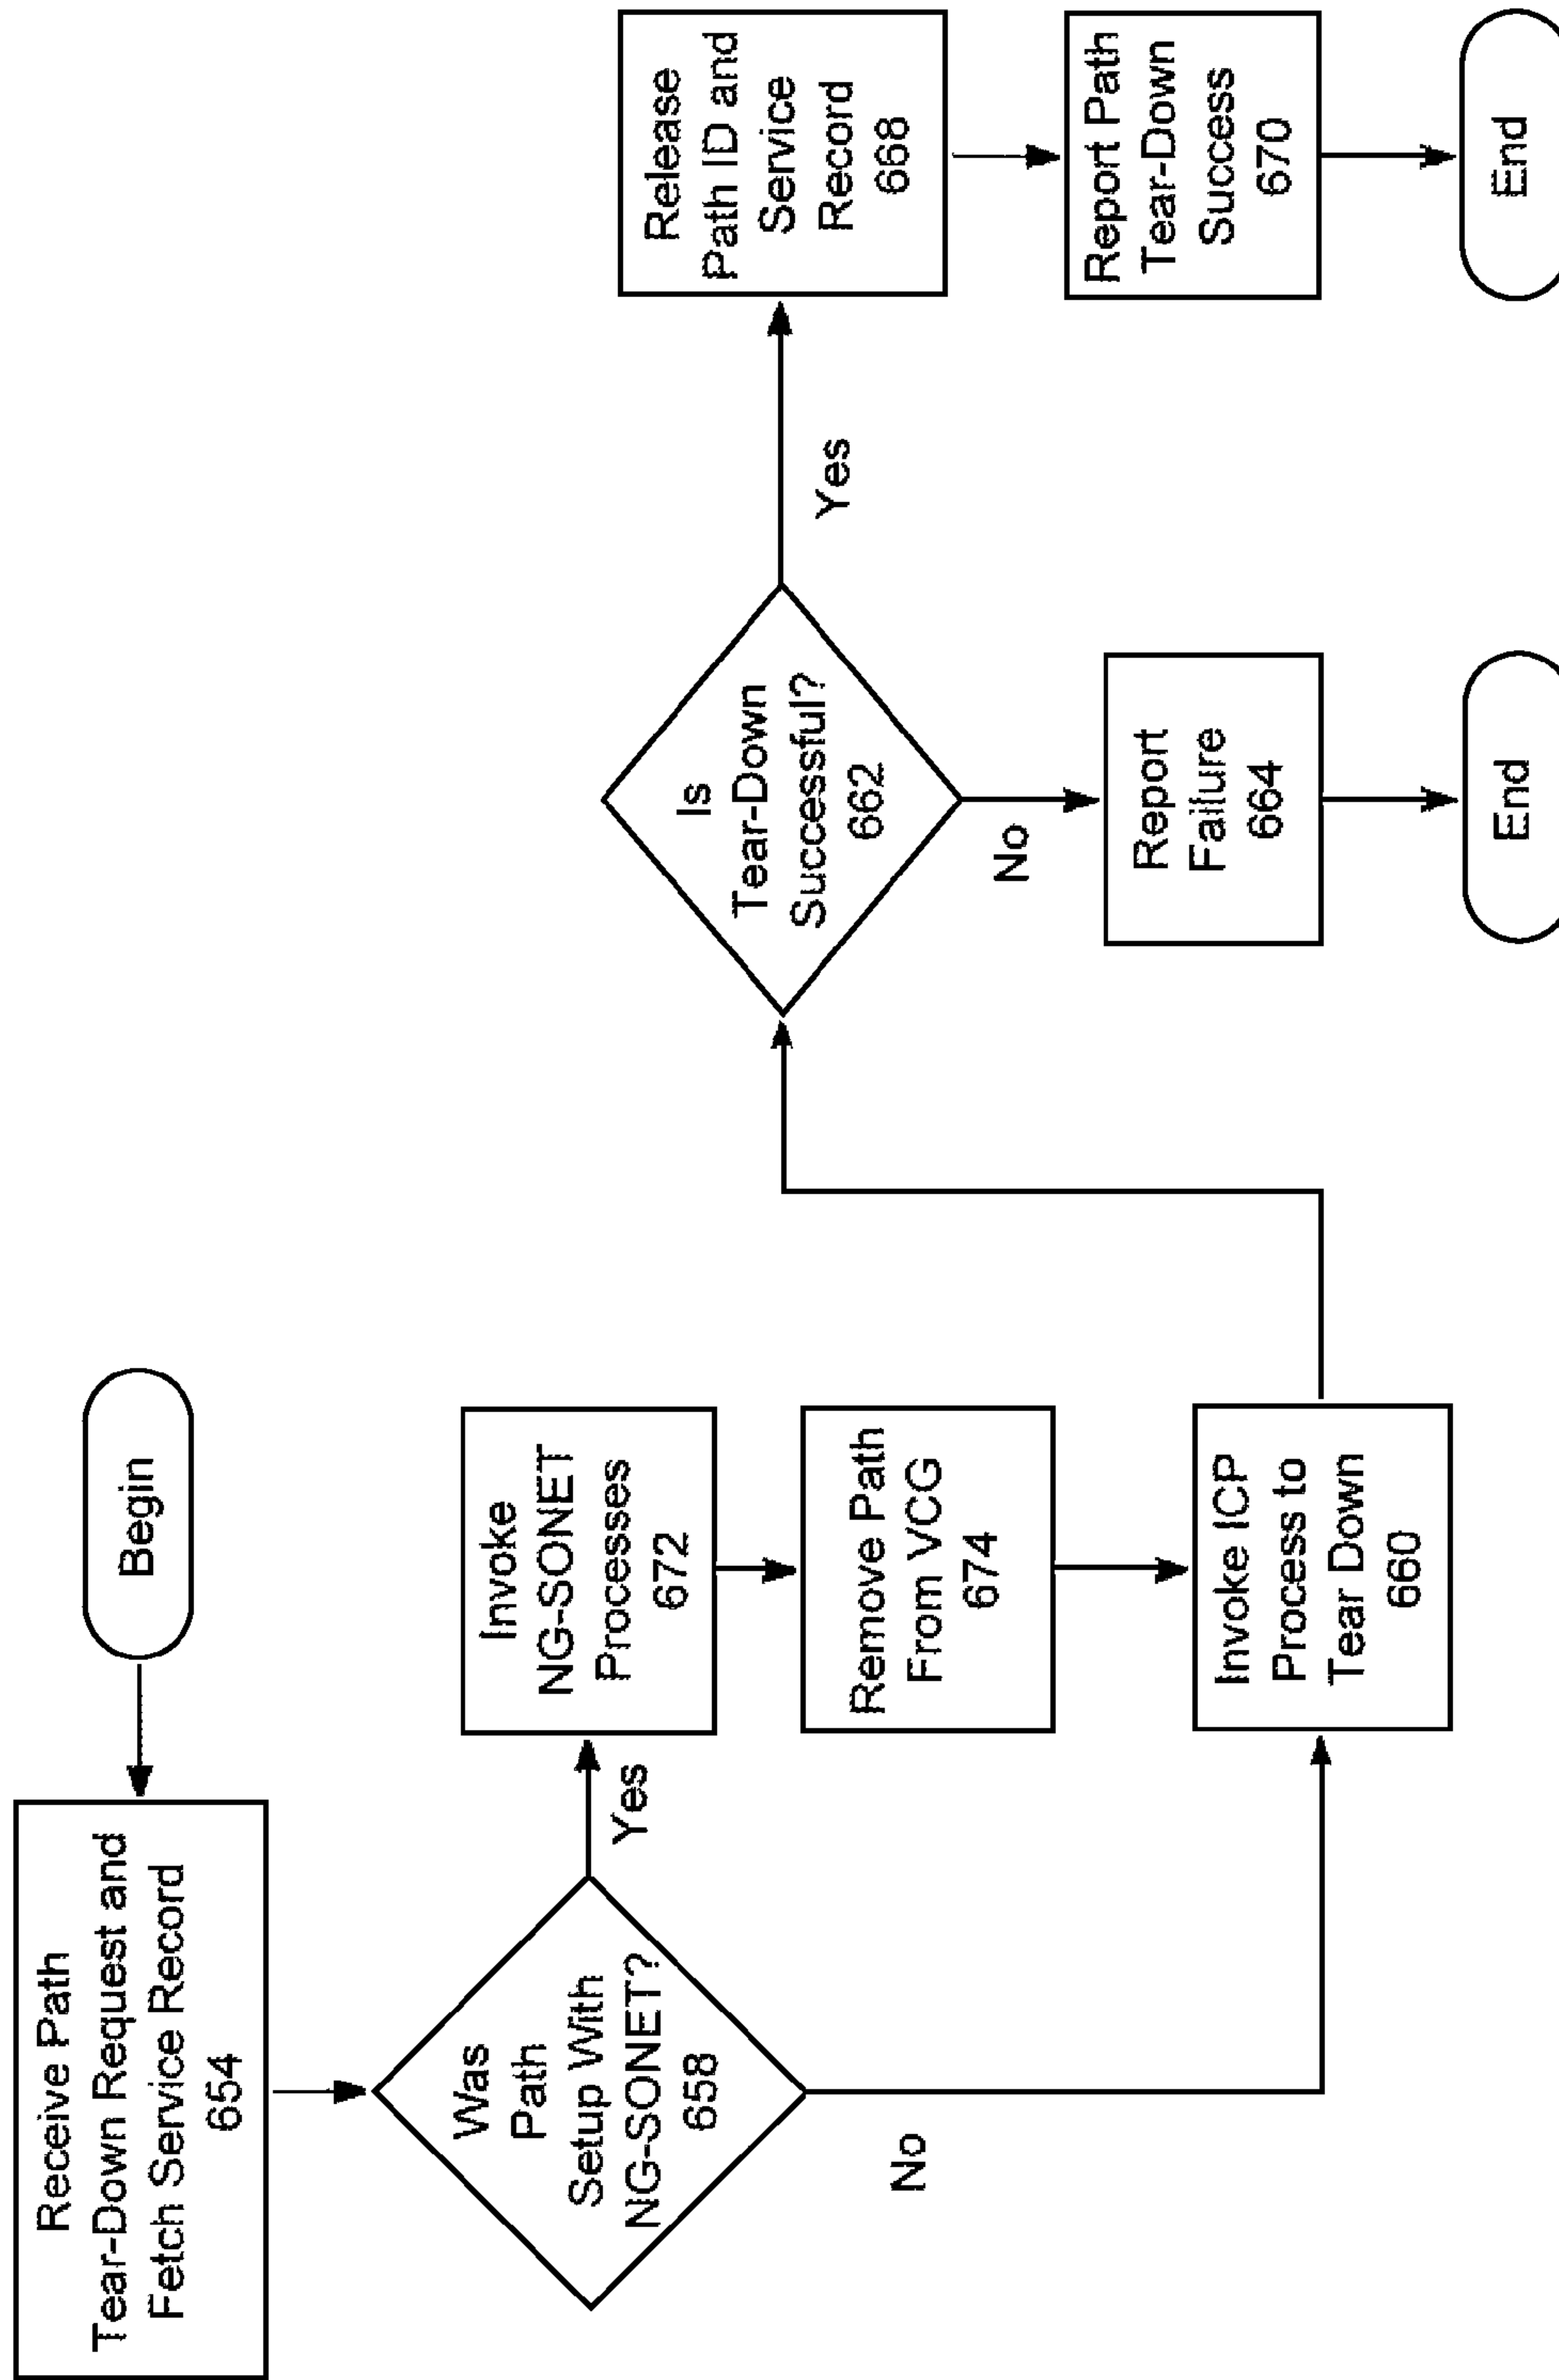 Begin
Receive Path
Tear-Down Request and
Fetch Service Record
654
Was
Path
Setup With
NG-SONET?
658
Yes
No
Invoke
NG-SONET
Processes
672
Remove Path
From VCG
674
Invoke ICP
Process to
Tear Down
660
Is
Tear-Down
Successful?
662
Yes
No
Report
Failure
664
End
Release
Path ID and
Service
Record
668
Report Path
Tear-Down
Success
670
End